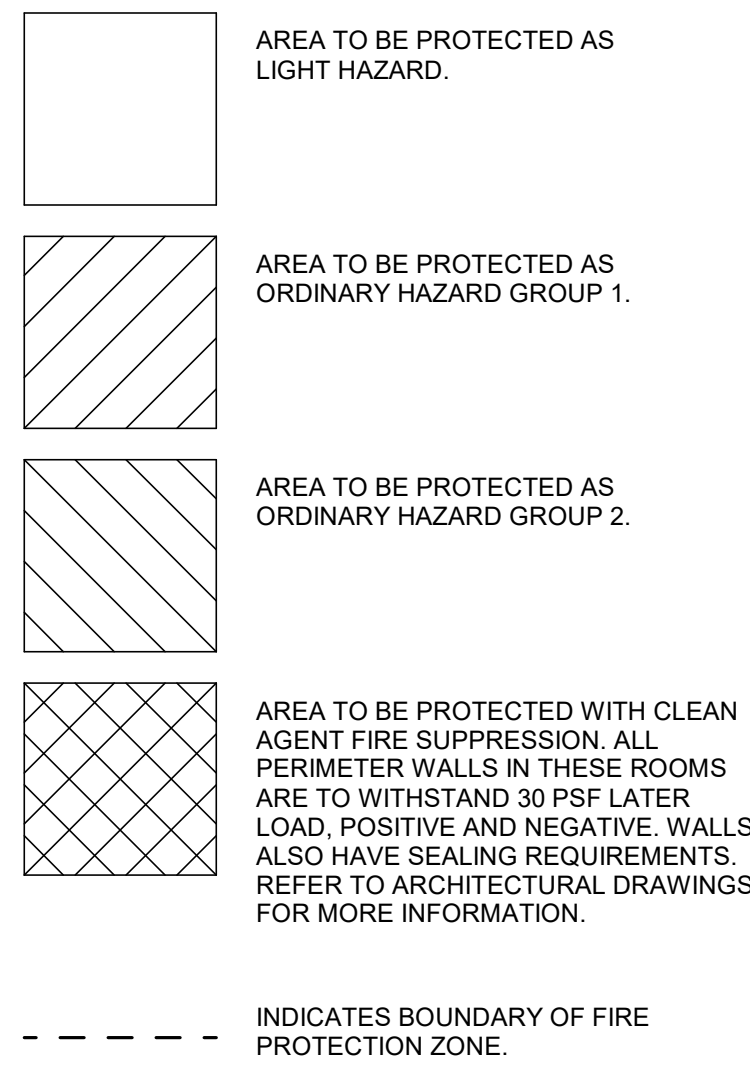 AREA TO BE PROTECTED AS
LIGHT HAZARD.
AREA TO BE PROTECTED AS
ORDINARY HAZARD GROUP 1.
AREA TO BE PROTECTED AS
ORDINARY HAZARD GROUP 2.
AREA TO BE PROTECTED WITH CLEAN
AGENT FIRE SUPPRESSION. ALL
PERIMETER WALLS IN THESE ROOMS
ARE TO WITHSTAND 30 PSF LATER
LOAD, POSITIVE AND NEGATIVE. WALLS
ALSO HAVE SEALING REQUIREMENTS.
REFER TO ARCHITECTURAL DRAWINGS
FOR MORE INFORMATION.
INDICATES BOUNDARY OF FIRE
PROTECTION ZONE.